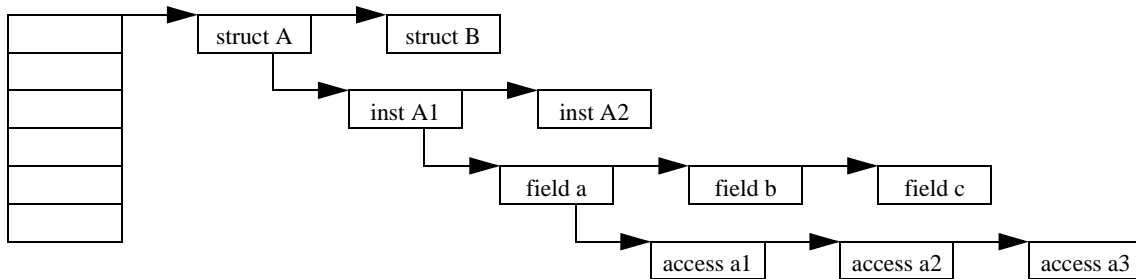 struct A
struct B
inst A1
inst A2
field a
field b
field c
access a1
access a2
access a3